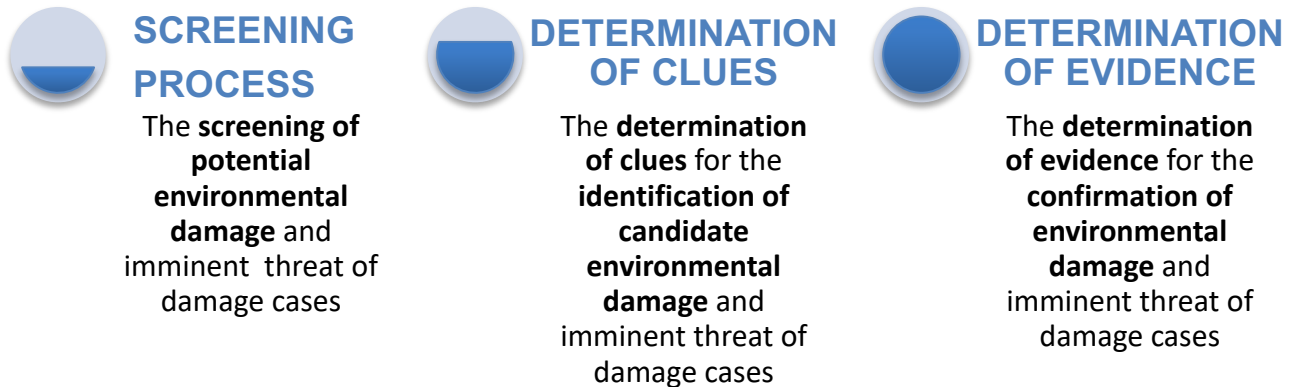 SCREENING
PROCESS
The screening of
potential
environmental
damage and
imminent threat of
damage cases
DETERMINATION
OF CLUES
The determination
of clues for the
identification of
candidate
environmental
damage and
imminent threat of
damage cases
DETERMINATION
OF EVIDENCE
The determination
of evidence for the
confirmation of
environmental
damage and
imminent threat of
damage cases